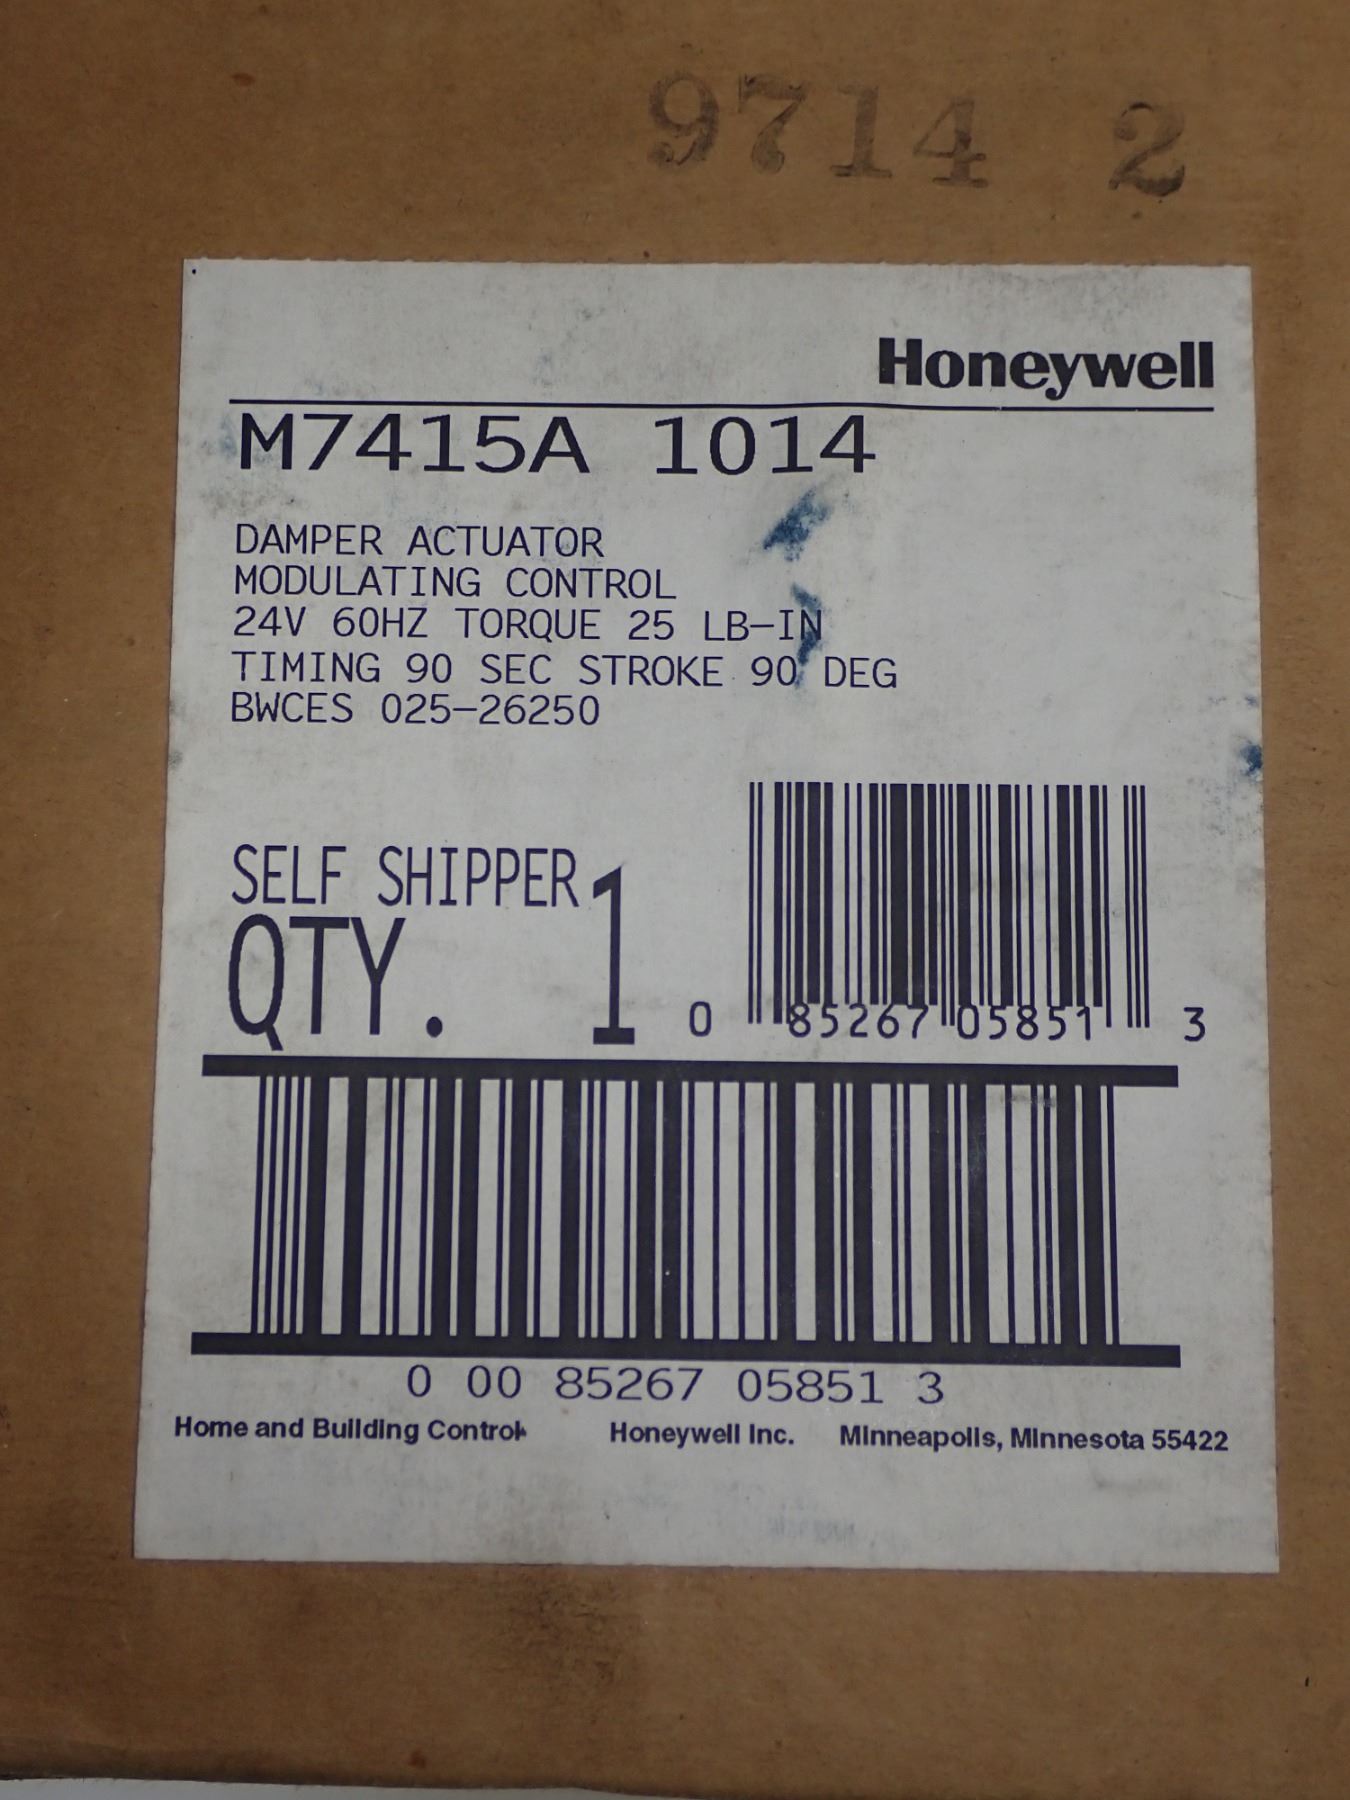 9714 2
Honeywell
M7415A 1014
DAMPER ACTUATOR
MODULATING CONTROL
24V 60HZ TORQUE 25 LB-IN
TIMING 90 SEC STROKE 90 DEG
BWCES 025-26250
SELF SHIPPER
QTY. 1
0 85267 05851 3
0 00 85267 05851 3
Home and Building Control Honeywell Inc. Minneapolis, Minnesota 55422